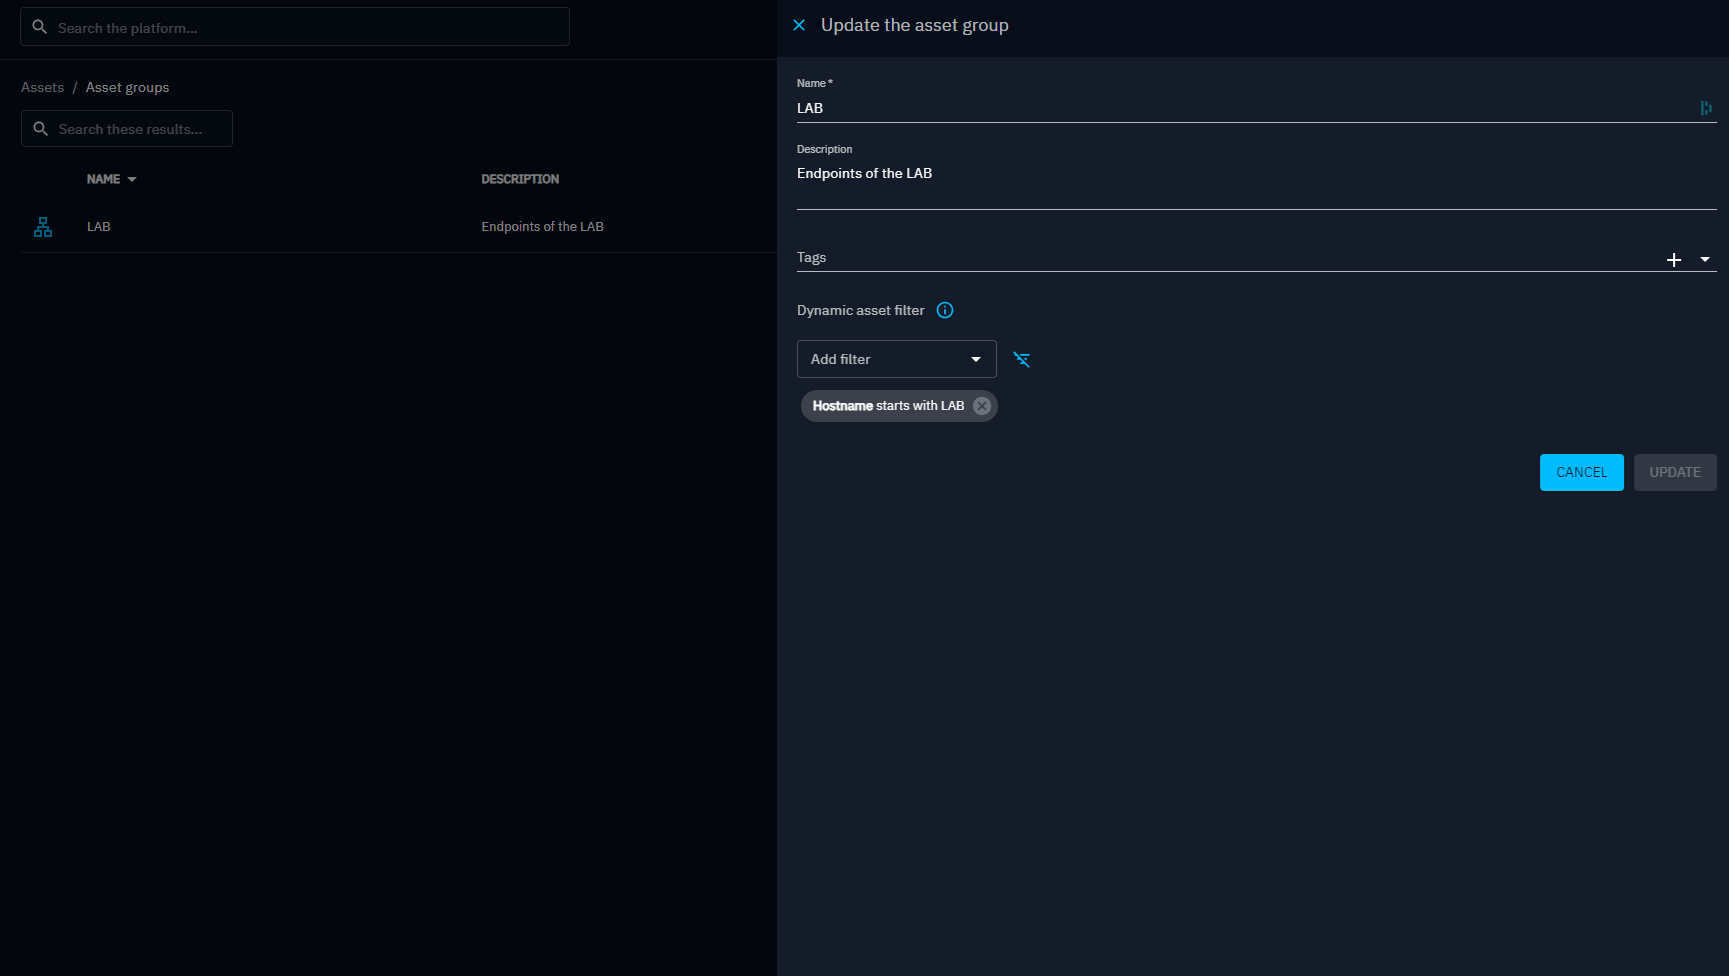 Search the platform...
Assets / Asset groups
Search these results...
NAME DESCRIPTION
LAB Endpoints of the LAB
Update the asset group
Name *
LAB
Description
Endpoints of the LAB
Tags
Dynamic asset filter
Add filter
Hostname starts with LAB
CANCEL UPDATE